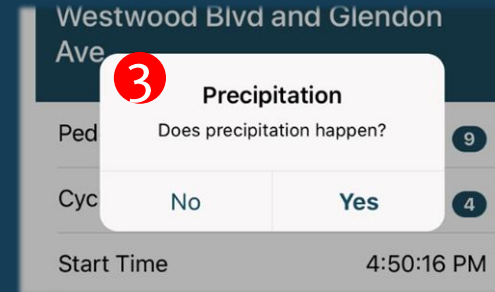 Westwood Blvd and Glendon
Ave
3
Precipitation
Does precipitation happen?
Ped
9
No
Yes
Cyc
4
Start Time
4:50:16 PM